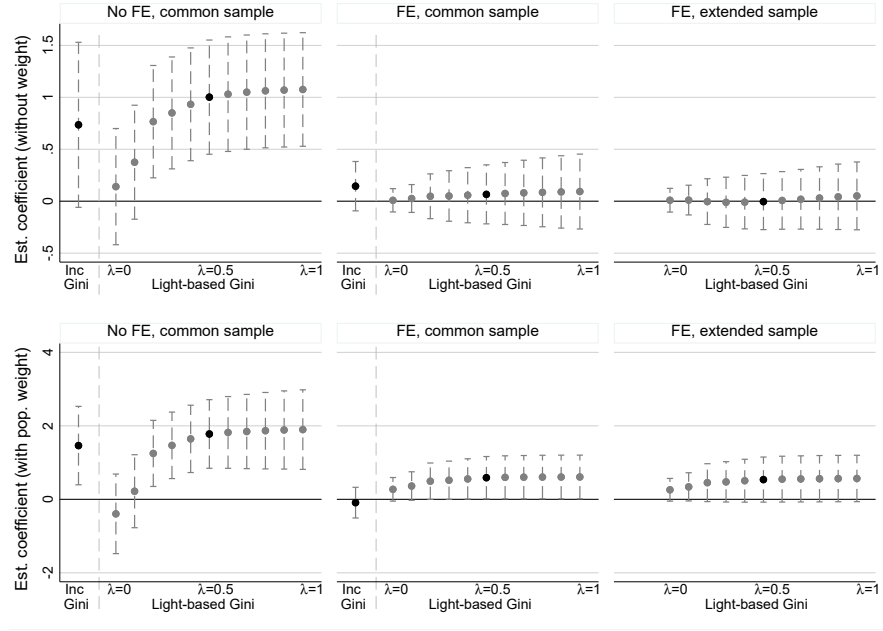 No FE, common sample
FE, common sample
FE, extended sample
Est. coefficient (without weight)
1.5
1
.5
0
-.5
Inc
Gini
λ=0
λ=0.5
λ=1
Light-based Gini
Inc
Gini
λ=0
λ=0.5
λ=1
Light-based Gini
λ=0
λ=0.5
λ=1
Light-based Gini
No FE, common sample
FE, common sample
FE, extended sample
Est. coefficient (with pop. weight)
4
2
0
-2
Inc
Gini
λ=0
λ=0.5
λ=1
Light-based Gini
Inc
Gini
λ=0
λ=0.5
λ=1
Light-based Gini
λ=0
λ=0.5
λ=1
Light-based Gini